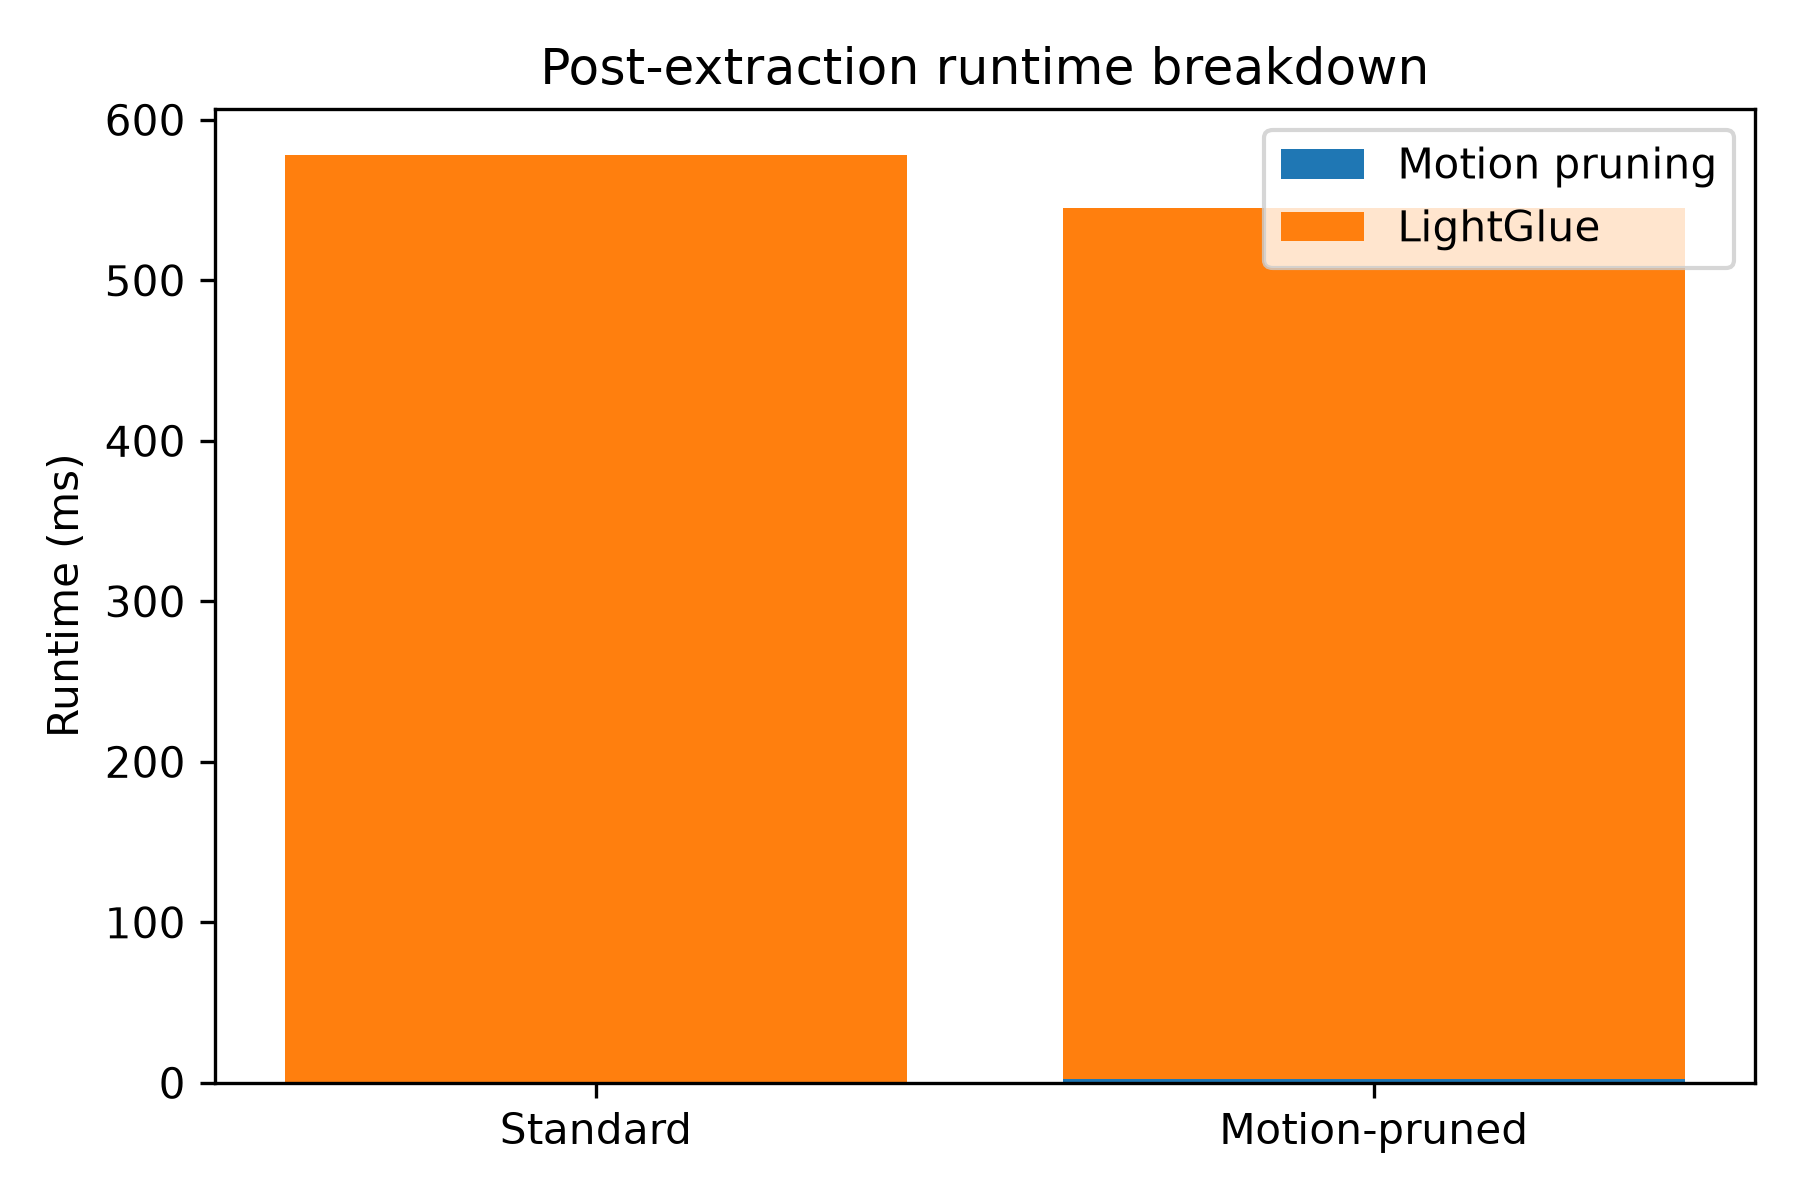 Post-extraction runtime breakdown
600
500
400
300
200
100
0
Runtime (ms)
Motion pruning
LightGlue
Standard
Motion-pruned